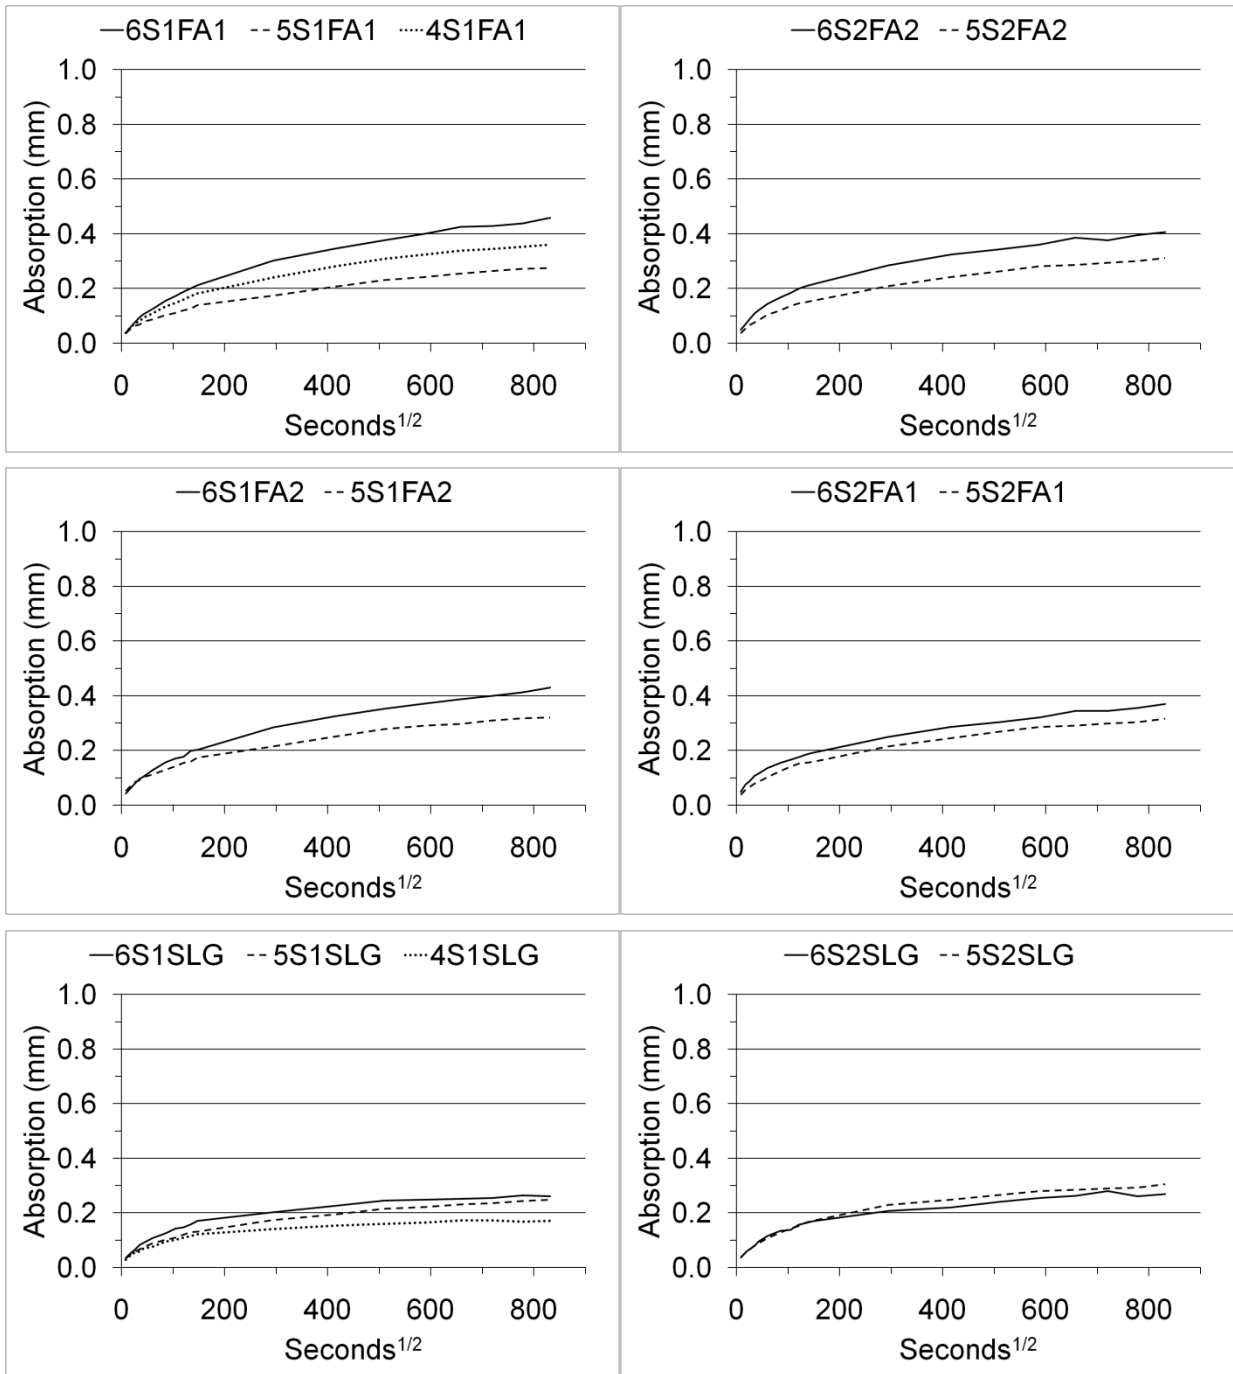 6S1FA1 5S1FA1 4S1FA1
1.0
0.8
0.6
0.4
0.2
0.0
Absorption (mm)
0 200 400 600 800
Seconds1/2
6S2FA2 5S2FA2
1.0
0.8
0.6
0.4
0.2
0.0
Absorption (mm)
0 200 400 600 800
Seconds1/2
6S1FA2 5S1FA2
1.0
0.8
0.6
0.4
0.2
0.0
Absorption (mm)
0 200 400 600 800
Seconds1/2
6S2FA1 5S2FA1
1.0
0.8
0.6
0.4
0.2
0.0
Absorption (mm)
0 200 400 600 800
Seconds1/2
6S1SLG 5S1SLG 4S1SLG
1.0
0.8
0.6
0.4
0.2
0.0
Absorption (mm)
0 200 400 600 800
Seconds1/2
6S2SLG 5S2SLG
1.0
0.8
0.6
0.4
0.2
0.0
Absorption (mm)
0 200 400 600 800
Seconds1/2